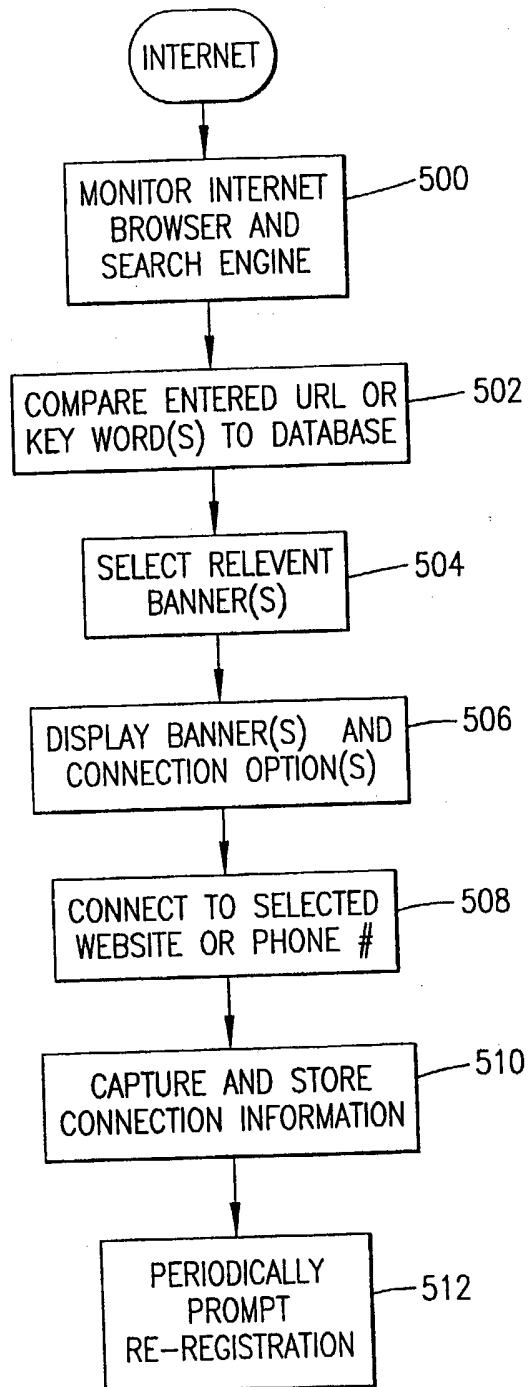 INTERNET
MONITOR INTERNET
BROWSER AND
SEARCH ENGINE
500
COMPARE ENTERED URL OR
KEY WORD(S) TO DATABASE
502
SELECT RELEVENT
BANNER(S)
504
DISPLAY BANNER(S) AND
CONNECTION OPTION(S)
506
CONNECT TO SELECTED
WEBSITE OR PHONE #
508
CAPTURE AND STORE
CONNECTION INFORMATION
510
PERIODICALLY
PROMPT
RE-REGISTRATION
512